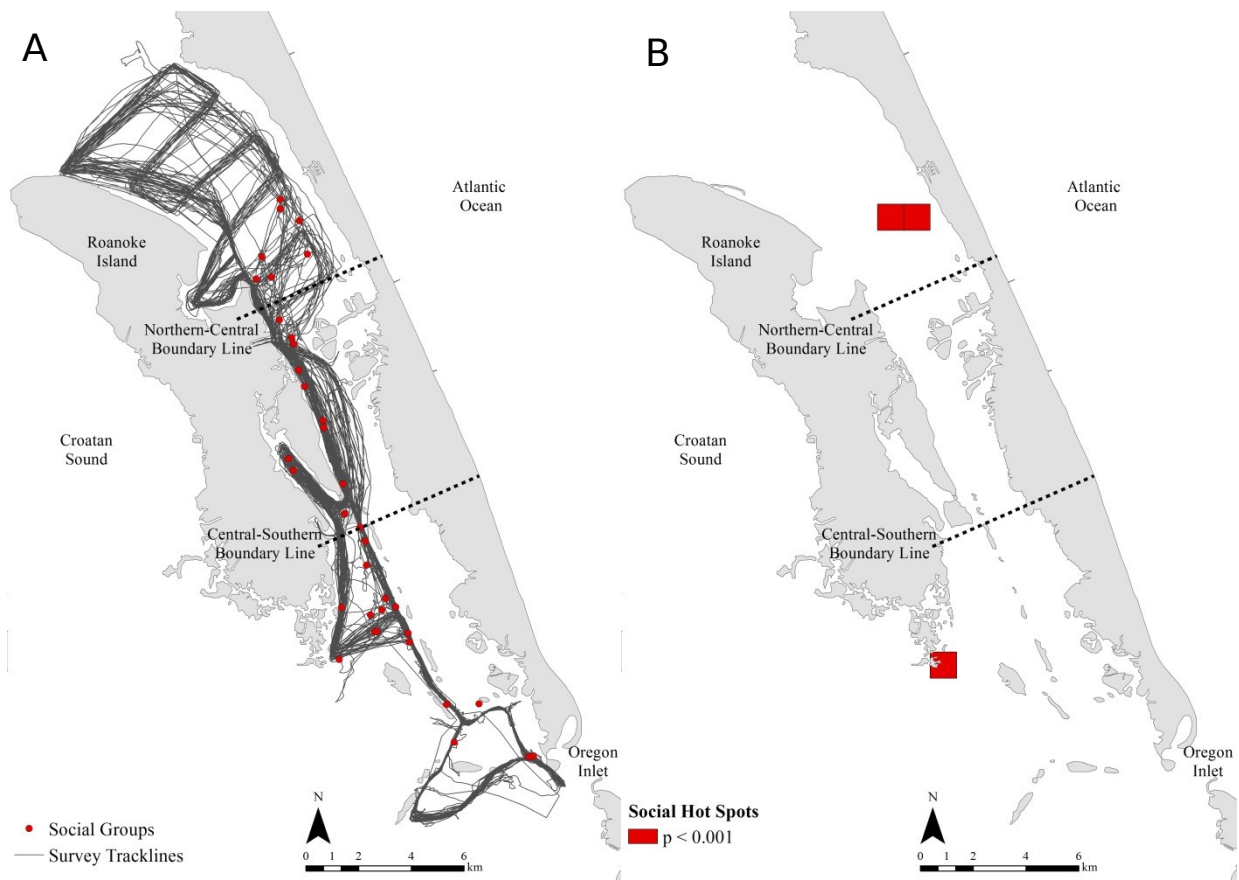 A
Atlantic
Ocean
Roanoke
Island
Northern-Central
Boundary Line
Croatan
Sound
Central-Southern
Boundary Line
Oregon
Inlet
Social Groups
Survey Tracklines
N
0 1 2 4 6
km
B
Atlantic
Ocean
Roanoke
Island
Northern-Central
Boundary Line
Croatan
Sound
Central-Southern
Boundary Line
Oregon
Inlet
Social Hot Spots
p < 0.001
N
0 1 2 4 6
km